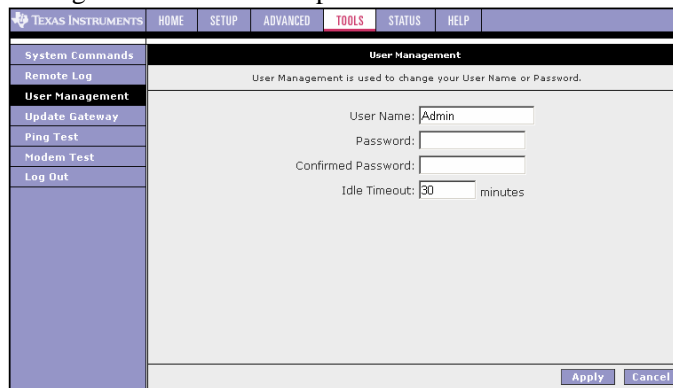 TEXAS INSTRUMENTS HOME SETUP ADVANCED TOOLS STATUS HELP
System Commands
Remote Log
User Management
Update Gateway
Ping Test
Modem Test
Log Out
User Management
User Management is used to change your User Name or Password.
User Name: Admin
Password:
Confirmed Password:
Idle Timeout: 30 minutes
Apply Cancel